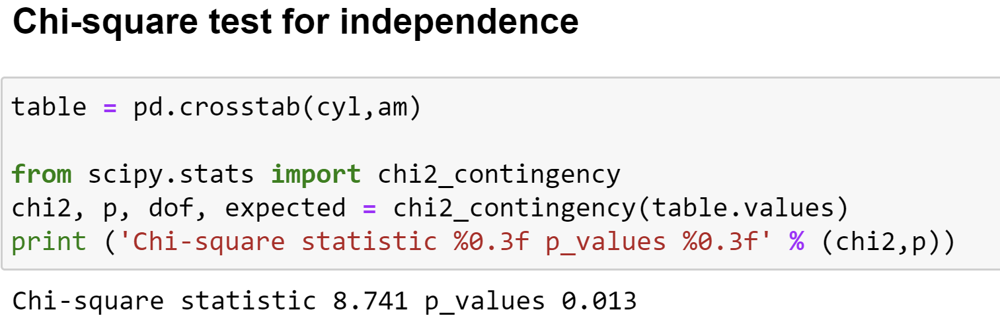 Chi-square test for independence
table = pd.crosstab(cyl,am)
from scipy.stats import chi2_contingency
chi2, p, dof, expected = chi2_contingency(table.values)
print ('Chi-square statistic %0.3f p_values %0.3f' % (chi2,p))
Chi-square statistic 8.741 p_values 0.013